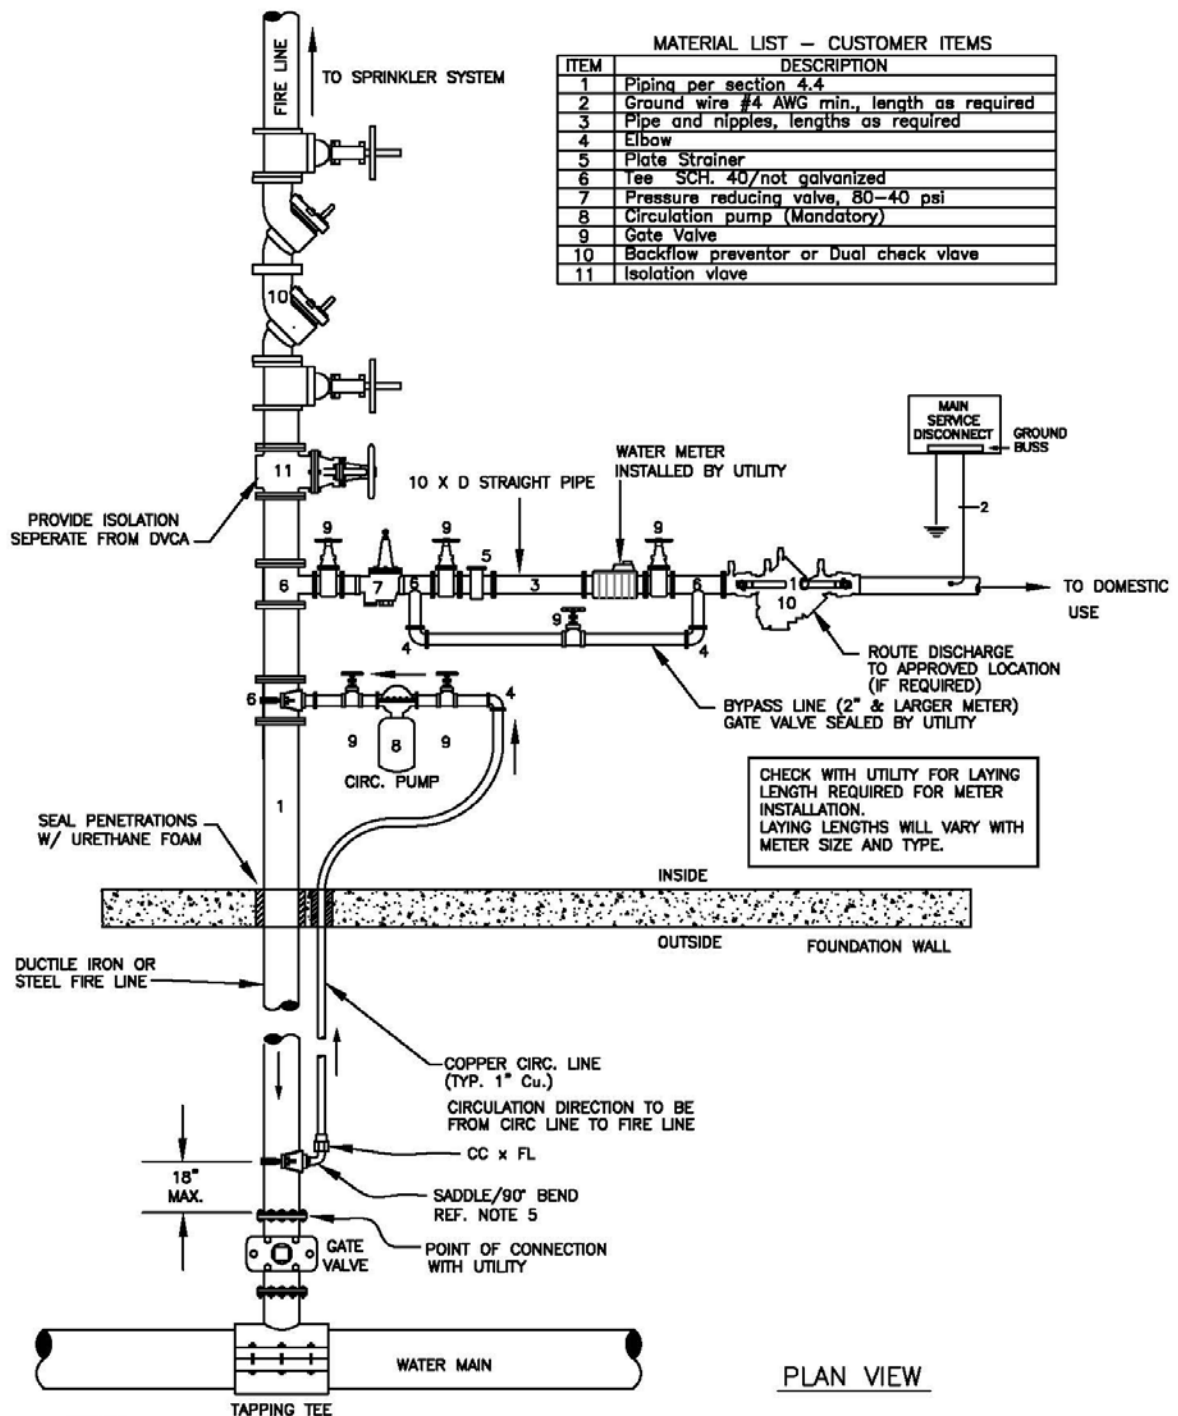 FIRE LINE
TO SPRINKLER SYSTEM
MATERIAL LIST – CUSTOMER ITEMS
ITEM DESCRIPTION
1 Piping per section 4.4
2 Ground wire #4 AWG min., length as required
3 Pipe and nipples, lengths as required
4 Elbow
5 Plate Strainer
6 Tee SCH. 40/not galvanized
7 Pressure reducing valve, 80–40 psi
8 Circulation pump (Mandatory)
9 Gate Valve
10 Backflow preventor or Dual check vlave
11 Isolation vlave
10
MAIN
SERVICE
DISCONNECT
GROUND
BUSS
2
11
PROVIDE ISOLATION
SEPERATE FROM DVCA
10 X D STRAIGHT PIPE
WATER METER
INSTALLED BY UTILITY
9
9
9
5
6
7
6
3
6
1
10
TO DOMESTIC
USE
9
4
4
ROUTE DISCHARGE
TO APPROVED LOCATION
(IF REQUIRED)
BYPASS LINE (2" & LARGER METER)
GATE VALVE SEALED BY UTILITY
6
4
9
8
9
CIRC. PUMP
1
CHECK WITH UTILITY FOR LAYING
LENGTH REQUIRED FOR METER
INSTALLATION.
LAYING LENGTHS WILL VARY WITH
METER SIZE AND TYPE.
SEAL PENETRATIONS
W/ URETHANE FOAM
INSIDE
OUTSIDE
FOUNDATION WALL
DUCTILE IRON OR
STEEL FIRE LINE
COPPER CIRC. LINE
(TYP. 1" Cu.)
CIRCULATION DIRECTION TO BE
FROM CIRC LINE TO FIRE LINE
CC x FL
18"
MAX.
SADDLE/90° BEND
REF. NOTE 5
GATE
VALVE
POINT OF CONNECTION
WITH UTILITY
WATER MAIN
TAPPING TEE
PLAN VIEW